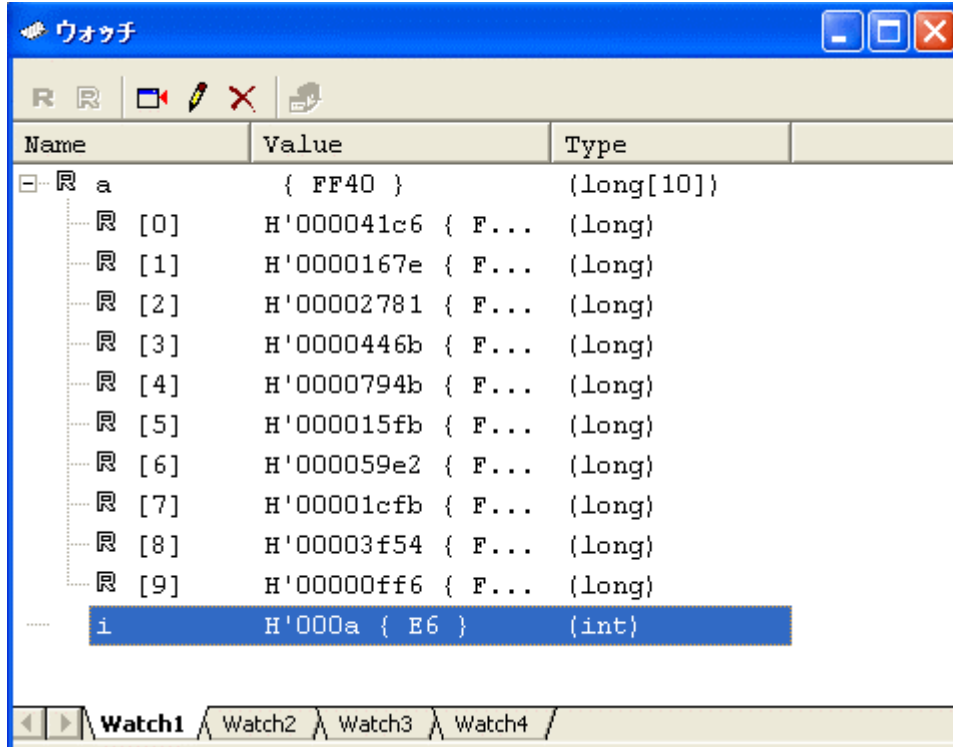 ウォッチ
R R
Name Value Type
R a { FF40 } (long[10])
R [0] H'000041c6 { F... (long)
R [1] H'0000167e { F... (long)
R [2] H'00002781 { F... (long)
R [3] H'0000446b { F... (long)
R [4] H'0000794b { F... (long)
R [5] H'000015fb { F... (long)
R [6] H'000059e2 { F... (long)
R [7] H'00001cfb { F... (long)
R [8] H'00003f54 { F... (long)
R [9] H'00000ff6 { F... (long)
i H'000a { E6 } (int)
Watch1 Watch2 Watch3 Watch4